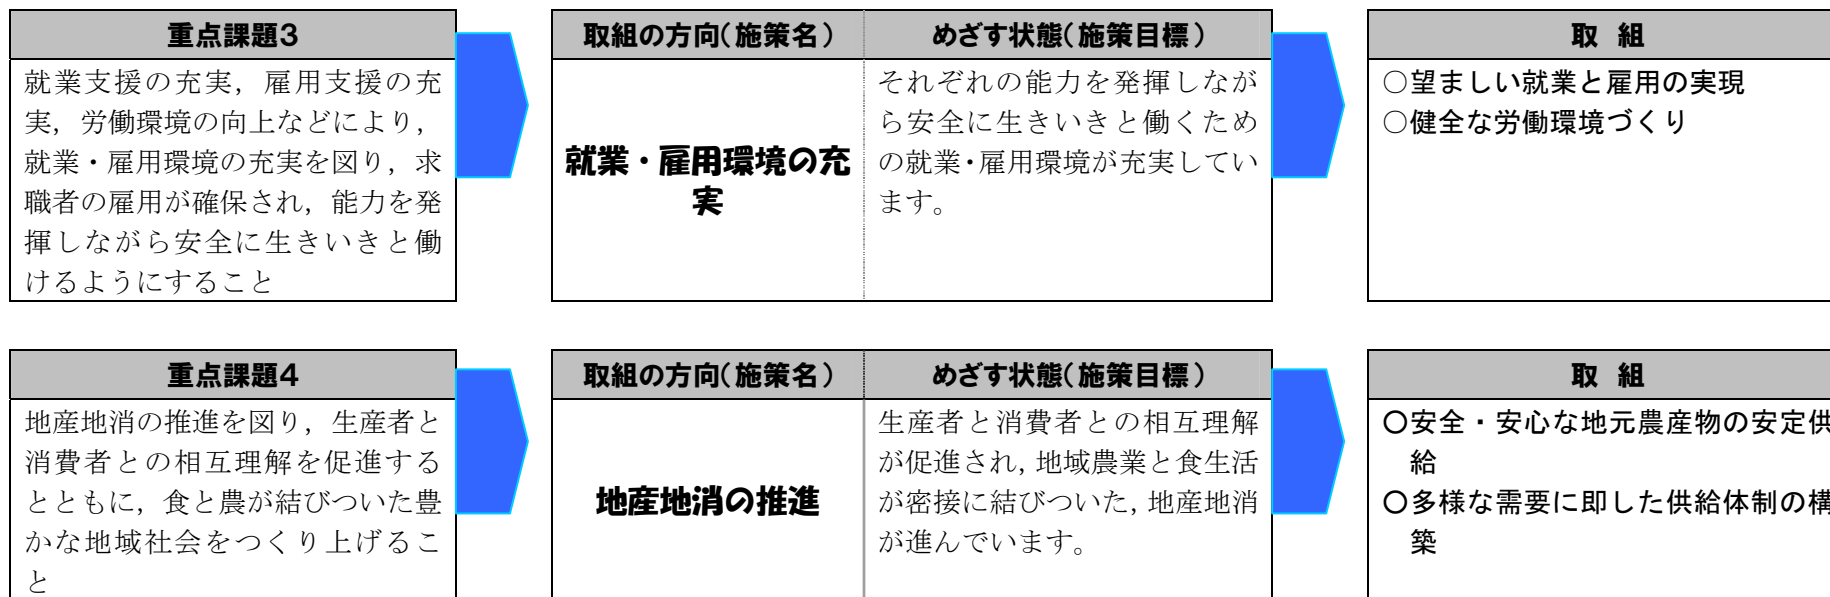 重点課題3
就業支援の充実，雇用支援の充
実，労働環境の向上などにより，
就業・雇用環境の充実を図り，求
職者の雇用が確保され，能力を発
揮しながら安全に生きいきと働
けるようにすること
取組の方向(施策名)
就業・雇用環境の充
実
めざす状態(施策目標)
それぞれの能力を発揮しなが
ら安全に生きいきと働くため
の就業・雇用環境が充実してい
ます。
取 組
○望ましい就業と雇用の実現
○健全な労働環境づくり
重点課題4
地産地消の推進を図り，生産者と
消費者との相互理解を促進する
とともに，食と農が結びついた豊
かな地域社会をつくり上げるこ
と
取組の方向(施策名)
地産地消の推進
めざす状態(施策目標)
生産者と消費者との相互理解
が促進され，地域農業と食生活
が密接に結びついた，地産地消
が進んでいます。
取 組
○安全・安心な地元農産物の安定供
給
○多様な需要に即した供給体制の構
築